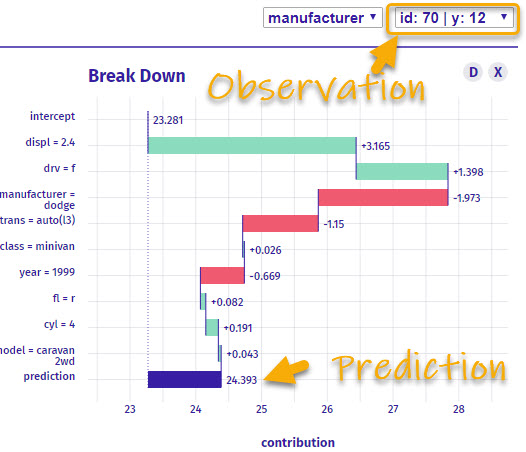 manufacturer ▾ id: 70 | y: 12 ▾
Break Down
D X
Observation
intercept 23.281
displ = 2.4 +3.165
drv = f +1.398
manufacturer =
dodge -1.973
trans = auto(l3) -1.15
class = minivan +0.026
year = 1999 -0.669
fl = r +0.082
cyl = 4 +0.191
nodel = caravan
2wd +0.043
prediction 24.393
Prediction
23 24 25 26 27 28
contribution